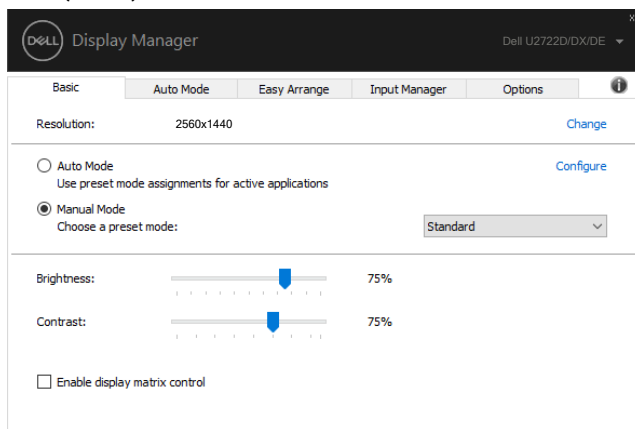 DELL Display Manager Dell U2722D/DX/DE
Basic Auto Mode Easy Arrange Input Manager Options
Resolution: 2560x1440 Change
Auto Mode Configure
Use preset mode assignments for active applications
Manual Mode
Choose a preset mode: Standard
Brightness: 75%
Contrast: 75%
Enable display matrix control